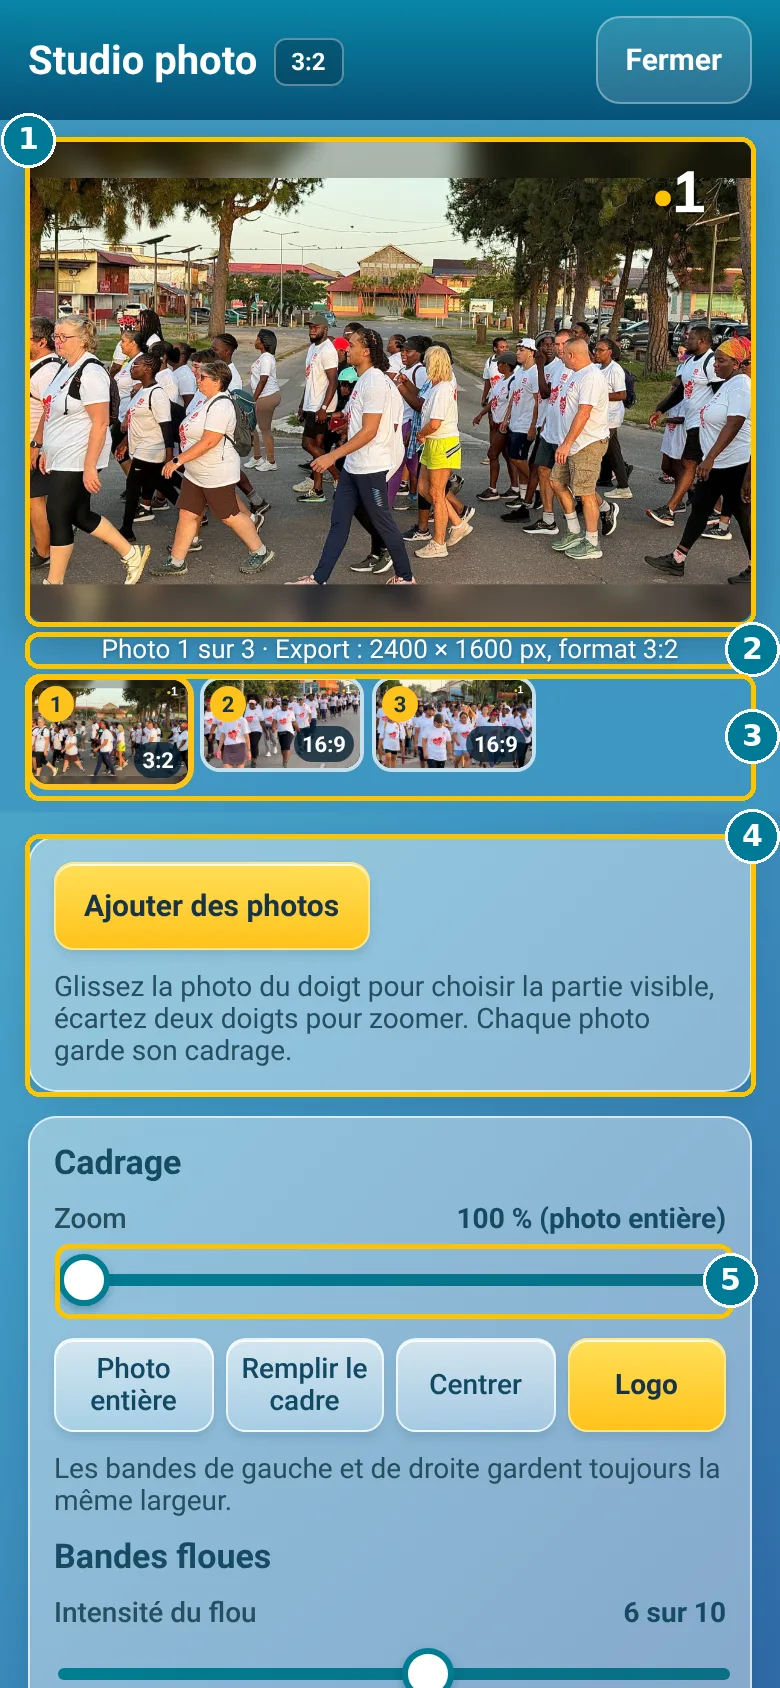 Studio photo 3:2 Fermer
1
.1
Photo 1 sur 3 · Export : 2400 × 1600 px, format 3:2
2
1 3:2
2 16:9
3 16:9
3
4
Ajouter des photos
Glissez la photo du doigt pour choisir la partie visible,
écartez deux doigts pour zoomer. Chaque photo
garde son cadrage.
Cadrage
Zoom 100 % (photo entière)
5
Photo
entière
Remplir le
cadre
Centrer
Logo
Les bandes de gauche et de droite gardent toujours la
même largeur.
Bandes floues
Intensité du flou 6 sur 10